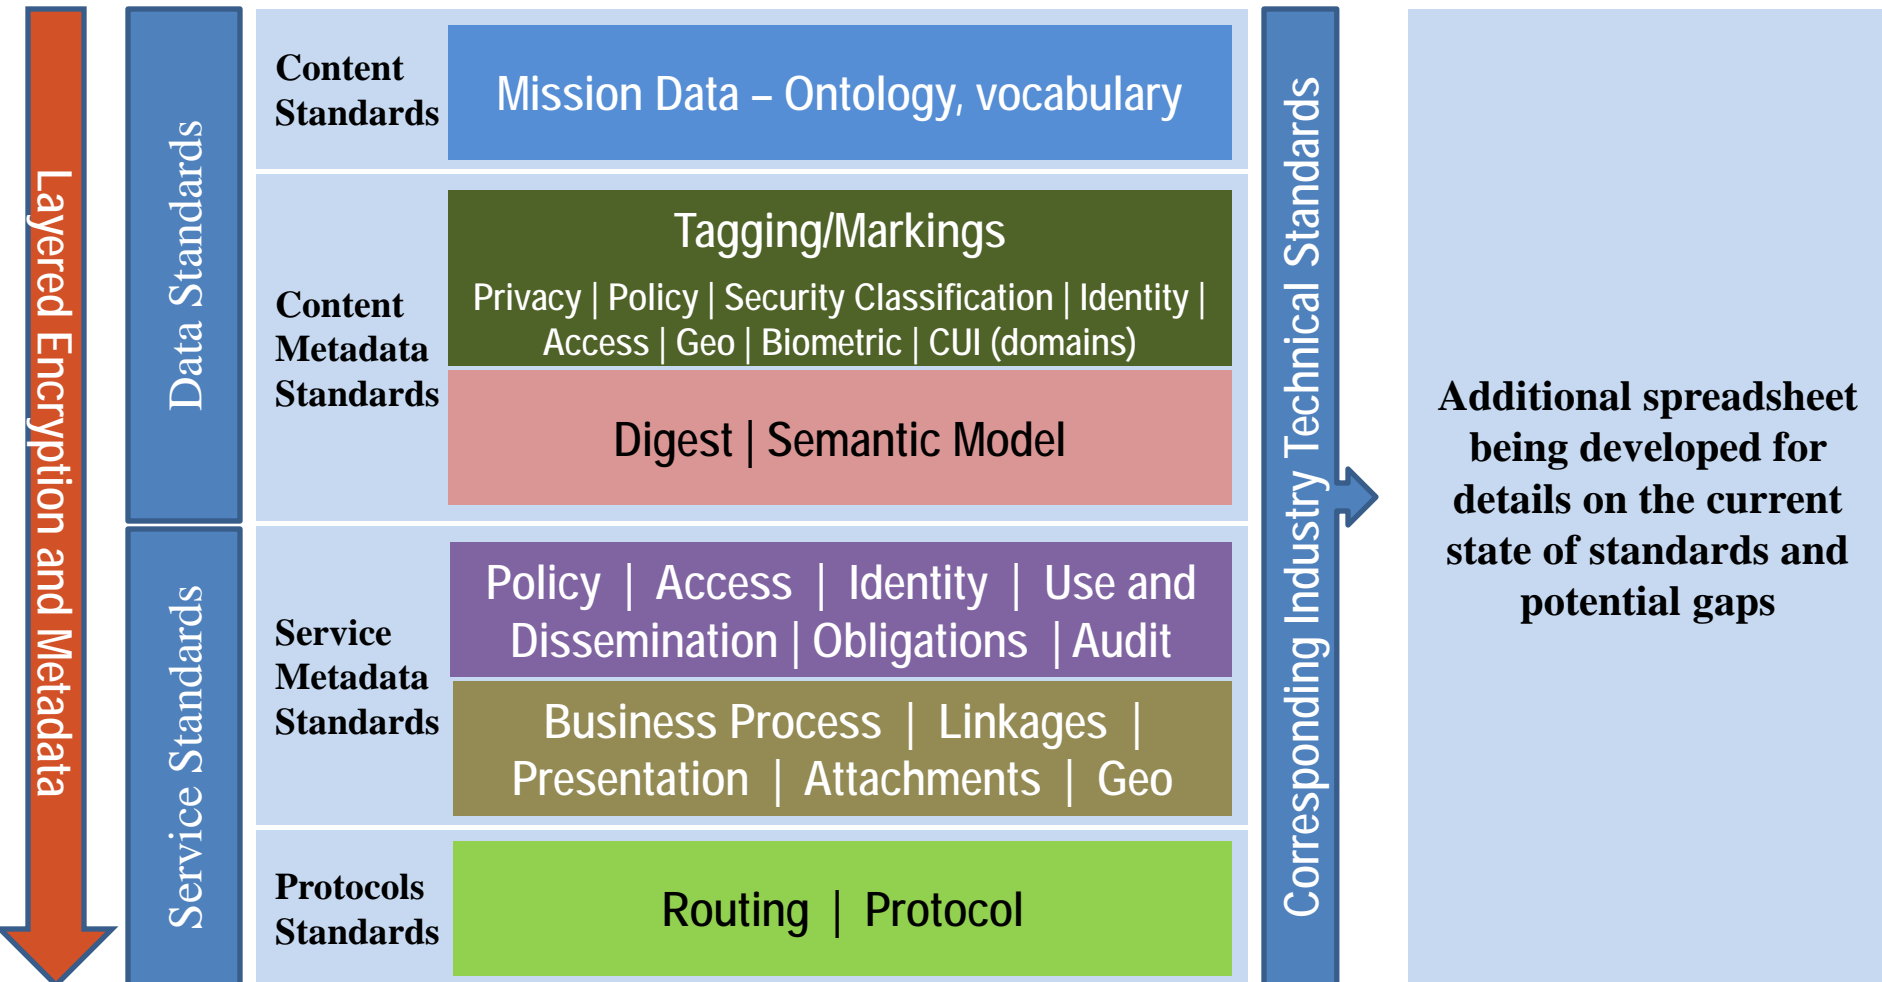 Layered Encryption and Metadata
Data Standards
Content
Standards
Mission Data – Ontology, vocabulary
Content
Metadata
Standards
Tagging/Markings
Privacy | Policy | Security Classification | Identity |
Access | Geo | Biometric | CUI (domains)
Digest | Semantic Model
Service Standards
Service
Metadata
Standards
Policy | Access | Identity | Use and
Dissemination | Obligations | Audit
Business Process | Linkages |
Presentation | Attachments | Geo
Protocols
Standards
Routing | Protocol
Corresponding Industry Technical Standards
Additional spreadsheet
being developed for
details on the current
state of standards and
potential gaps